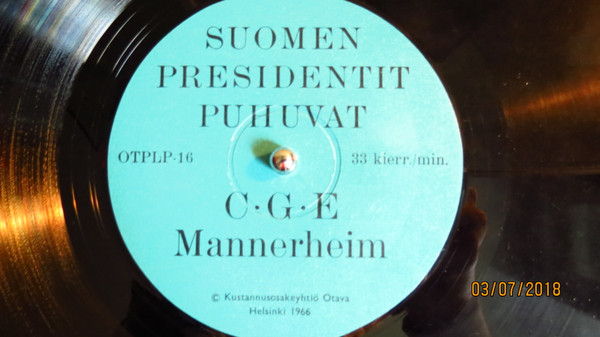 SUOMEN
PRESIDENTIT
PUHUVAT
OTPLP-16
33 kierr./min.
C·G·E
Mannerheim
© Kustannusosakeyhtiö Otava
Helsinki 1966
03/07/2018